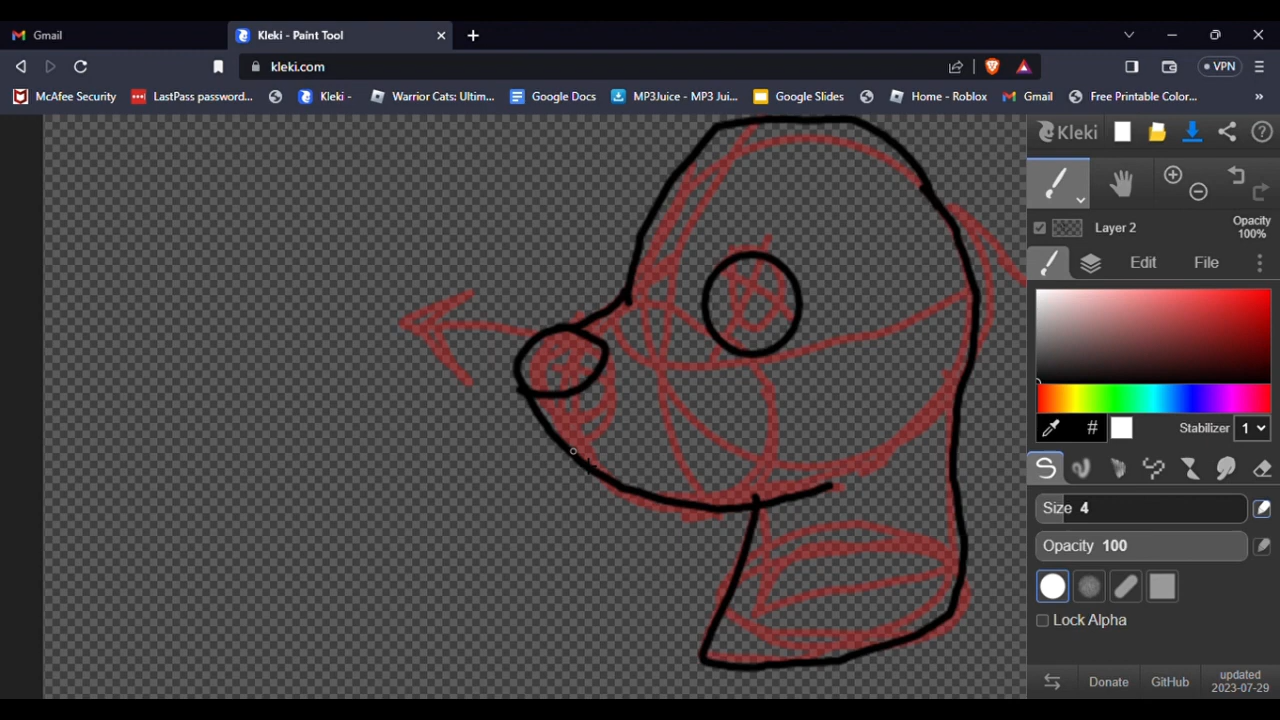 Gmail
Kleki - Paint Tool
kleki.com
VPN
McAfee Security
LastPass password...
Kleki -
Warrior Cats: Ultim...
Google Docs
MP3Juice - MP3 Jui...
Google Slides
Home - Roblox
Gmail
Free Printable Color...
»
Kleki
Layer 2
Opacity
100%
Edit
File
#
Stabilizer 1
Size 4
Opacity 100
Lock Alpha
Donate
GitHub
updated
2023-07-29